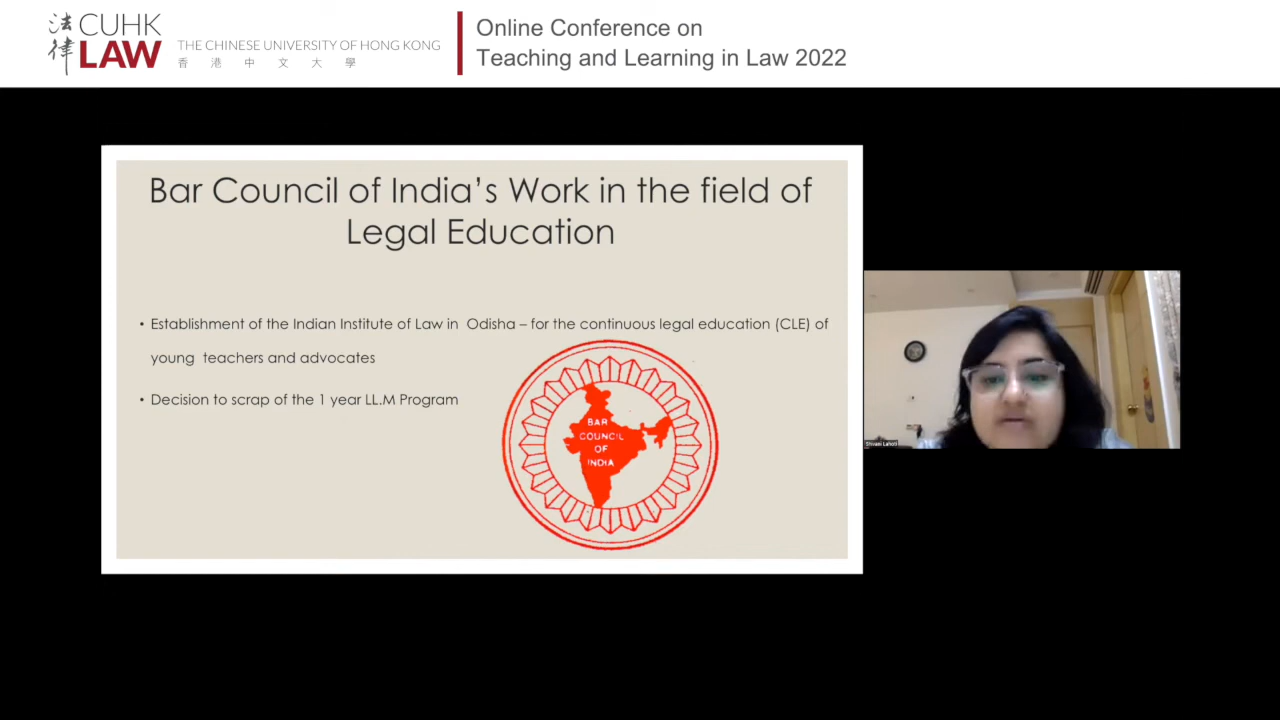 法律
CUHK
LAW
THE CHINESE UNIVERSITY OF HONG KONG
香港中文大學
Online Conference on
Teaching and Learning in Law 2022
Bar Council of India’s Work in the field of
Legal Education
• Establishment of the Indian Institute of Law in Odisha – for the continuous legal education (CLE) of
young teachers and advocates
• Decision to scrap of the 1 year LL.M Program
BAR
COUNCIL
OF
INDIA
Shivani Lahoti